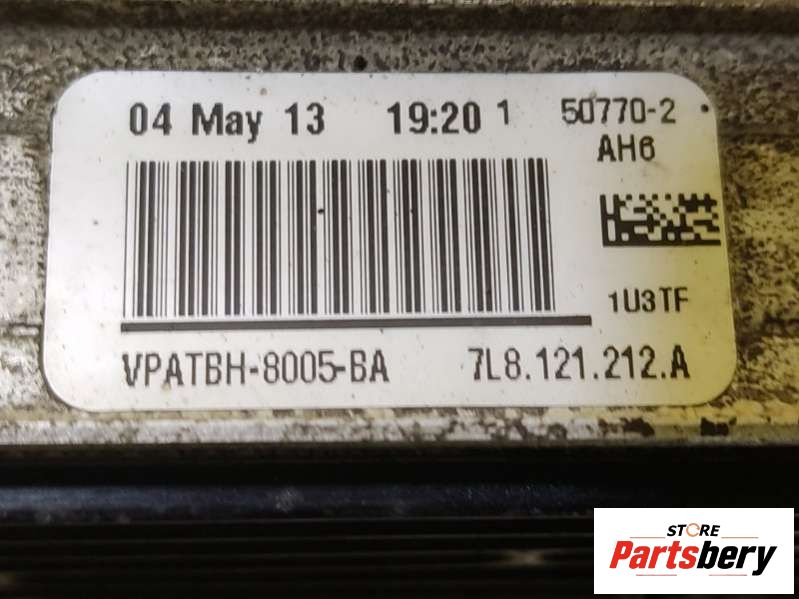 04 May 13 19:20 1 50770-2
AH6
1U3TF
VPATBH-8005-BA 7L8.121.212.A
STORE
Partsbery